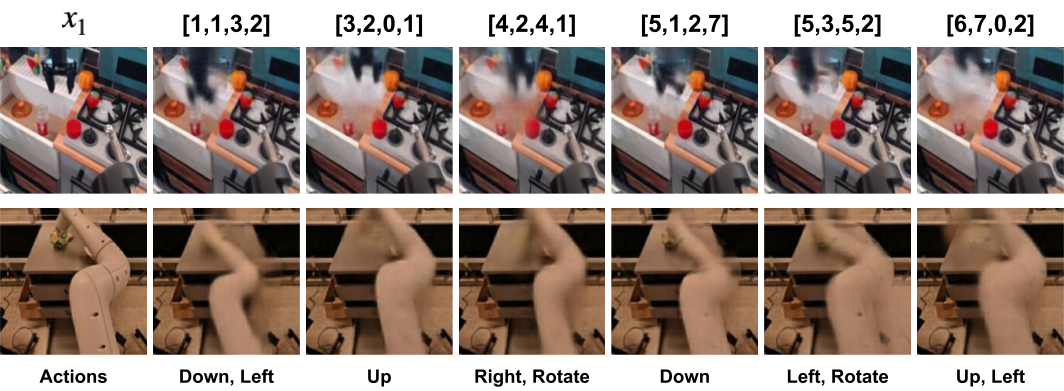 x₁ [1,1,3,2] [3,2,0,1] [4,2,4,1] [5,1,2,7] [5,3,5,2] [6,7,0,2]
Actions Down, Left Up Right, Rotate Down Left, Rotate Up, Left